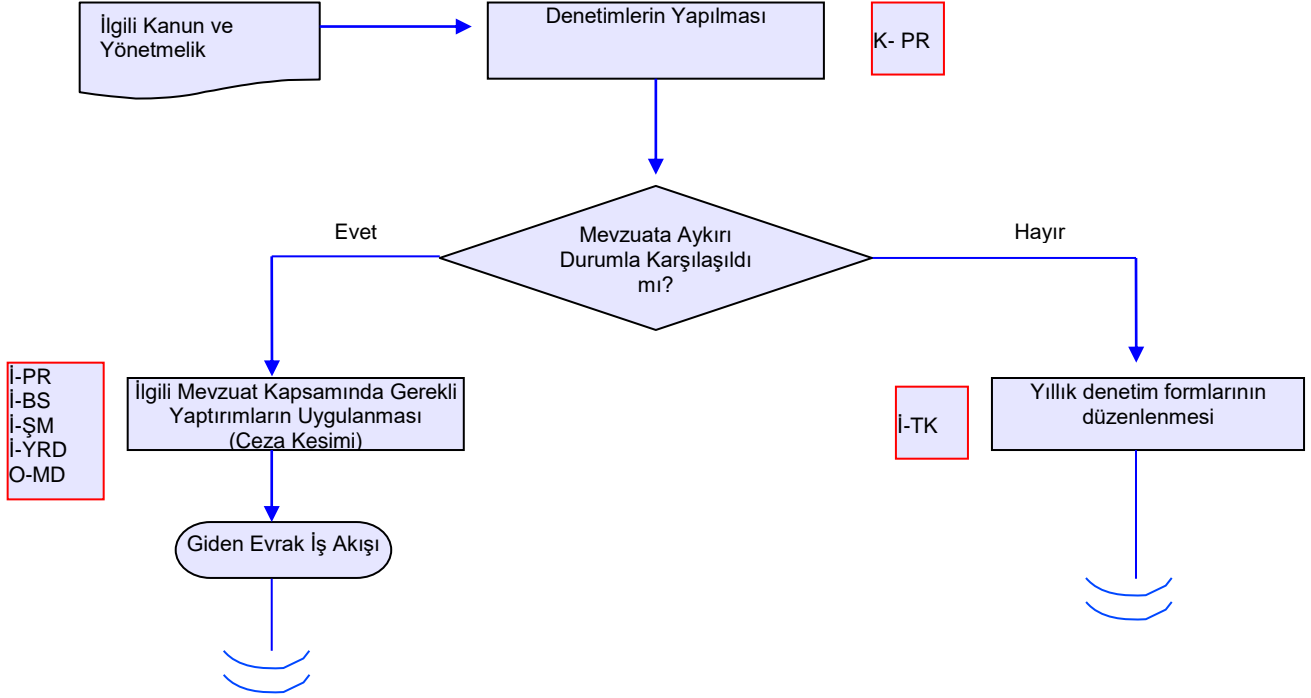 İlgili Kanun ve
Yönetmelik
Denetimlerin Yapılması
K- PR
Mevzuata Aykırı
Durumla Karşılaşıldı
mı?
Evet
Hayır
İ-PR
İ-BS
İ-ŞM
İ-YRD
O-MD
İlgili Mevzuat Kapsamında Gerekli
Yaptırımların Uygulanması
(Ceza Kesimi)
İ-TK
Yıllık denetim formlarının
düzenlenmesi
Giden Evrak İş Akışı